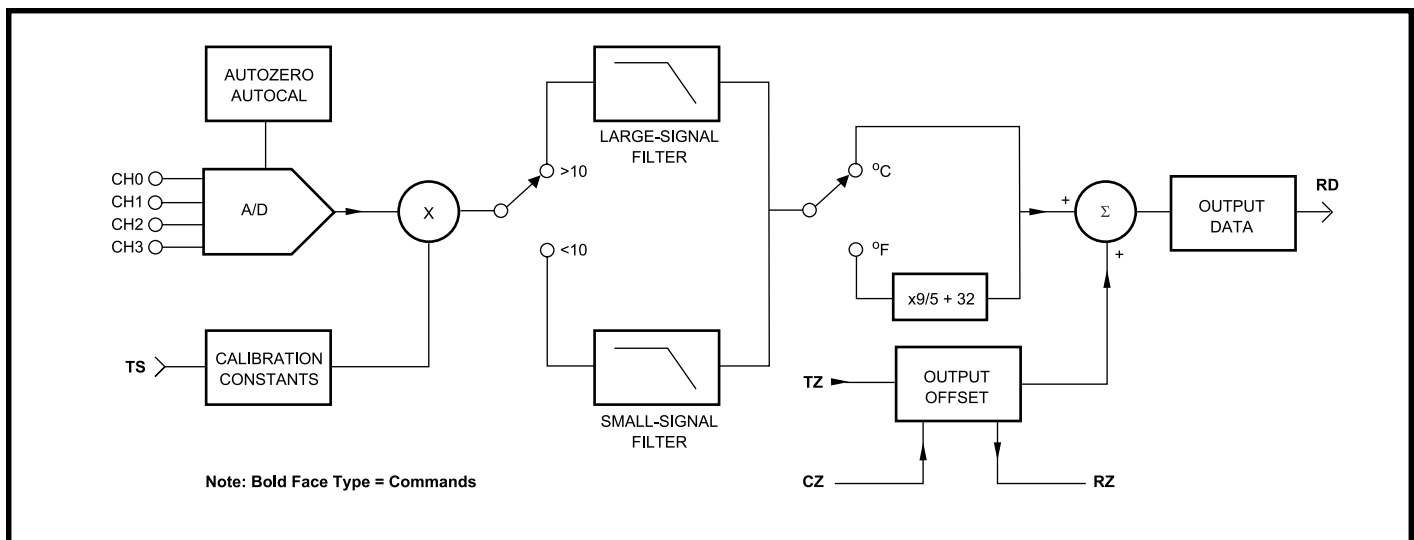 AUTOZERO
AUTOCAL
CH0
CH1
CH2
CH3
A/D
X
TS
CALIBRATION
CONSTANTS
>10
<10
LARGE-SIGNAL
FILTER
SMALL-SIGNAL
FILTER
°C
°F
x9/5 + 32
+
Σ
+
OUTPUT
DATA
RD
TZ
OUTPUT
OFFSET
CZ
RZ
Note: Bold Face Type = Commands